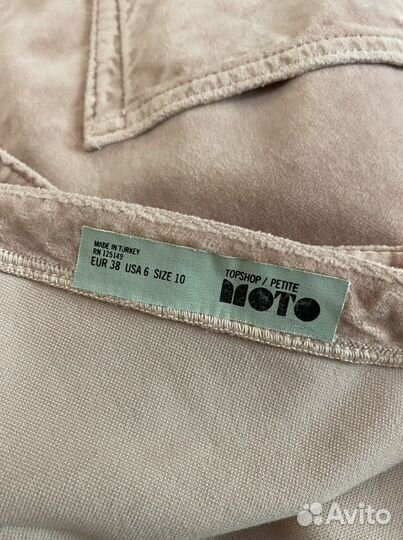 MADE IN TURKEY
RN 125149
EUR 38 USA 6 SIZE 10
TOPSHOP / PETITE
MOTO
Avito